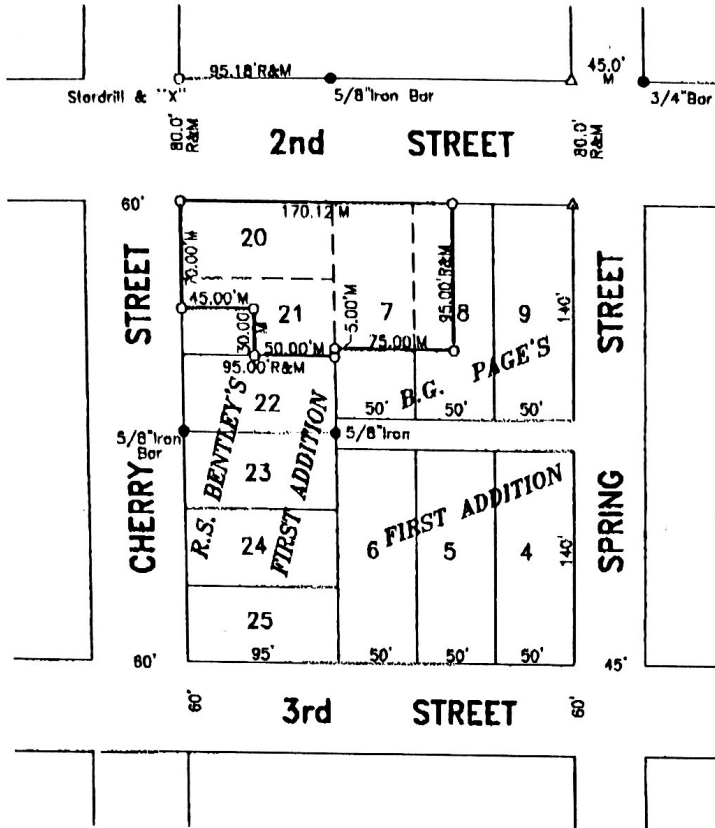 95.18'R&M
45.0'
M
Stardrill & "X"
5/8"Iron Bar
3/4"Bar
80.0'
R&M
2nd STREET
80.0'
R&M
60'
170.12'M
20
70.00'M
STREET
45.00'M
21
30.00'
M
5.00'M
7
95.00'R&M
8
9
140'
STREET
50.00'M
75.00'M
95.00'R&M
B.G. PAGE'S
22
50'
50'
50'
5/8"Iron
Bar
5/8"Iron
R.S. BENTLEY'S
FIRST ADDITION
23
FIRST ADDITION
CHERRY
24
6
5
4
140'
SPRING
25
60'
95'
50'
50'
50'
45'
60'
3rd STREET
60'